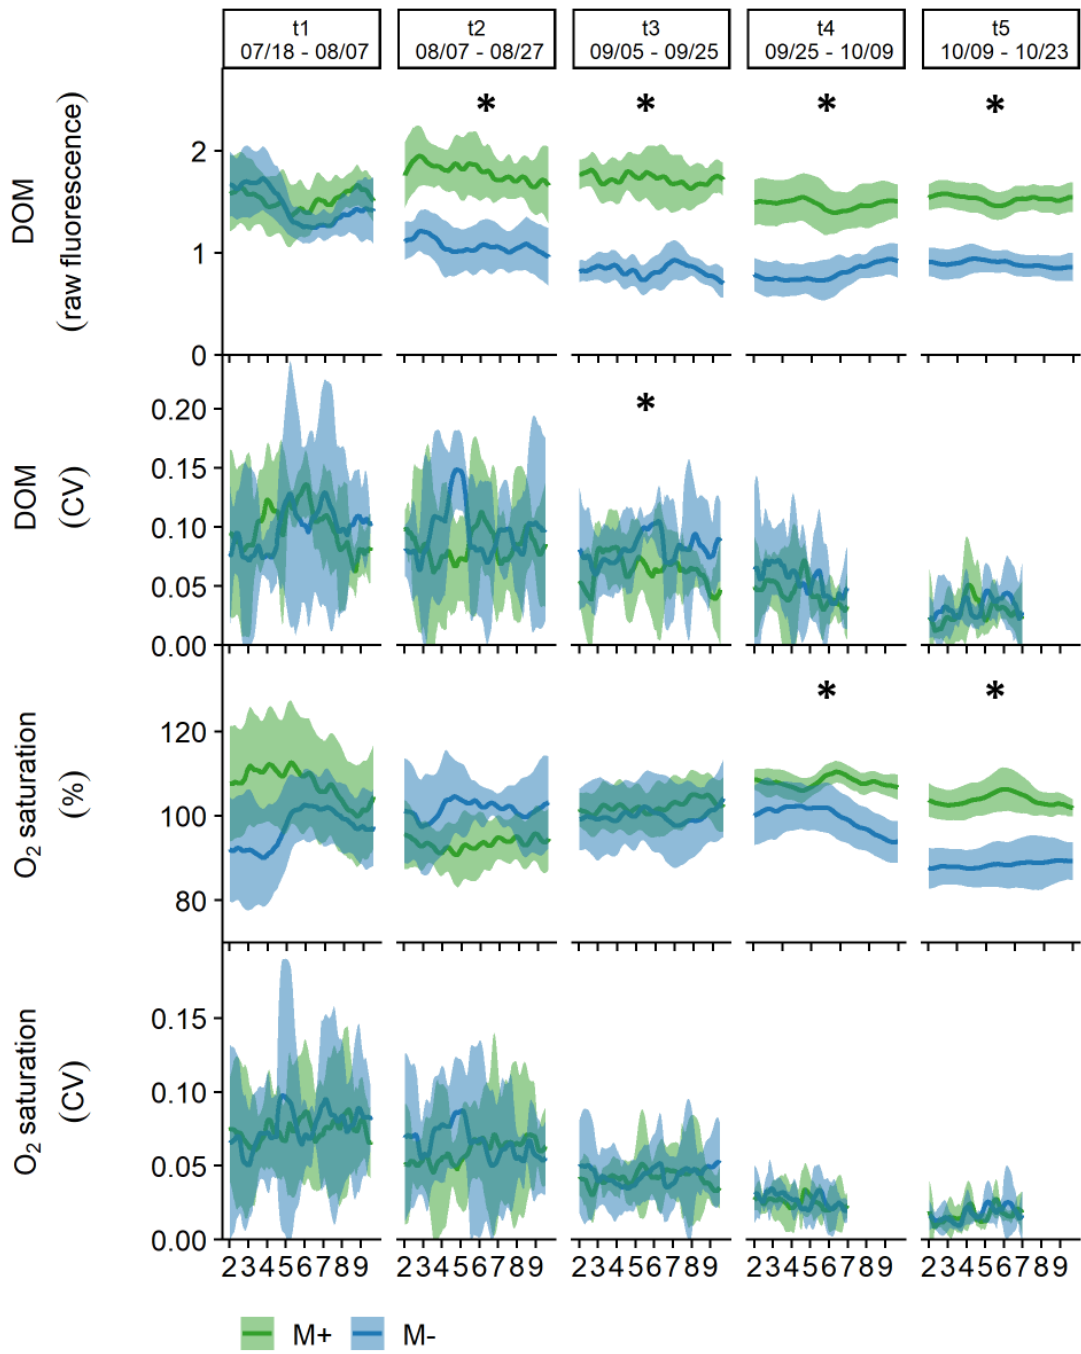 t1
07/18 - 08/07
t2
08/07 - 08/27
t3
09/05 - 09/25
t4
09/25 - 10/09
t5
10/09 - 10/23
DOM
(raw fluorescence)
2
1
0
* * * *
DOM
(CV)
0.20
0.15
0.10
0.05
0.00
*
O₂ saturation
(%)
120
100
80
* *
O₂ saturation
(CV)
0.15
0.10
0.05
0.00
23456789 23456789 23456789 23456789 23456789
M+ M-